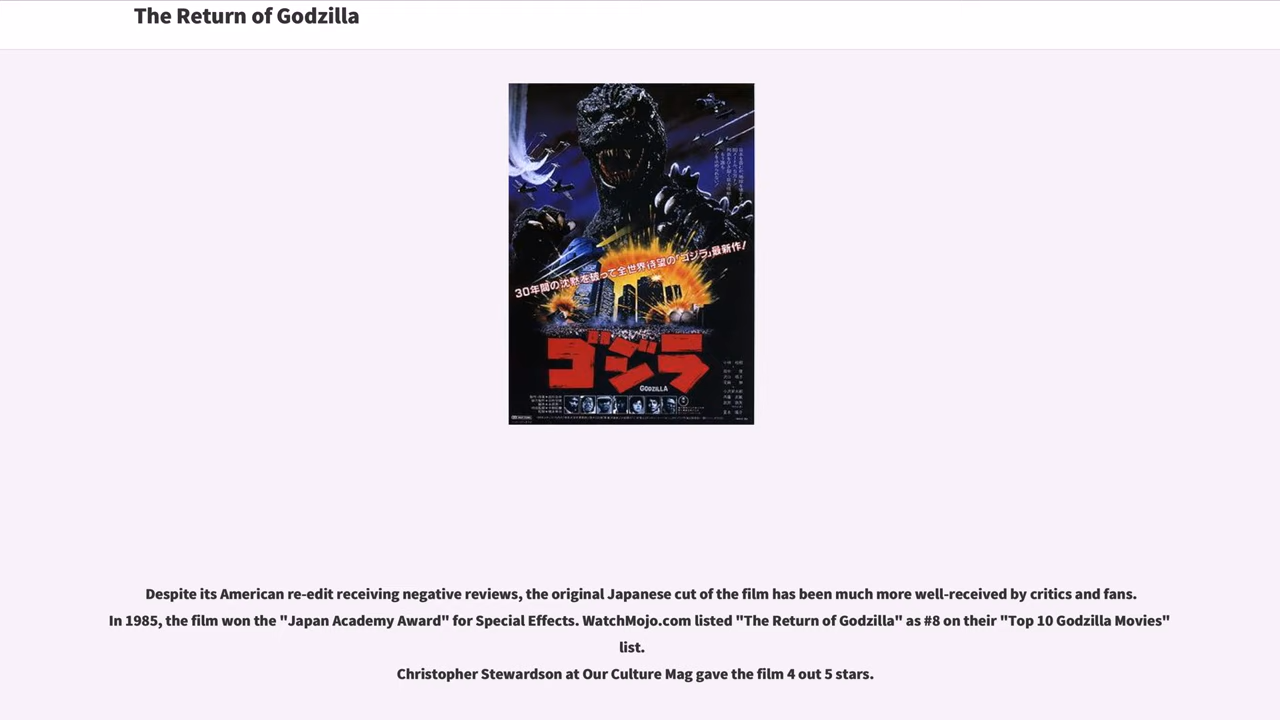 The Return of Godzilla
30年間の沈黙を破って全世界待望の「ゴジラ」最新作!
ゴジラ
GODZILLA
Despite its American re-edit receiving negative reviews, the original Japanese cut of the film has been much more well-received by critics and fans.
In 1985, the film won the "Japan Academy Award" for Special Effects. WatchMojo.com listed "The Return of Godzilla" as #8 on their "Top 10 Godzilla Movies"
list.
Christopher Stewardson at Our Culture Mag gave the film 4 out 5 stars.